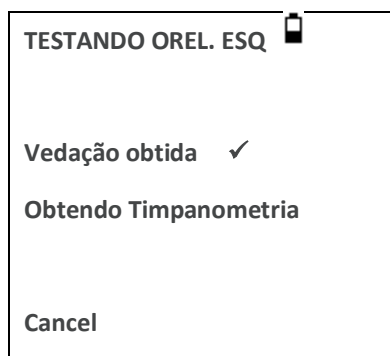 TESTANDO OREL. ESQ
Vedação obtida ✓
Obtendo Timpanometria
Cancel